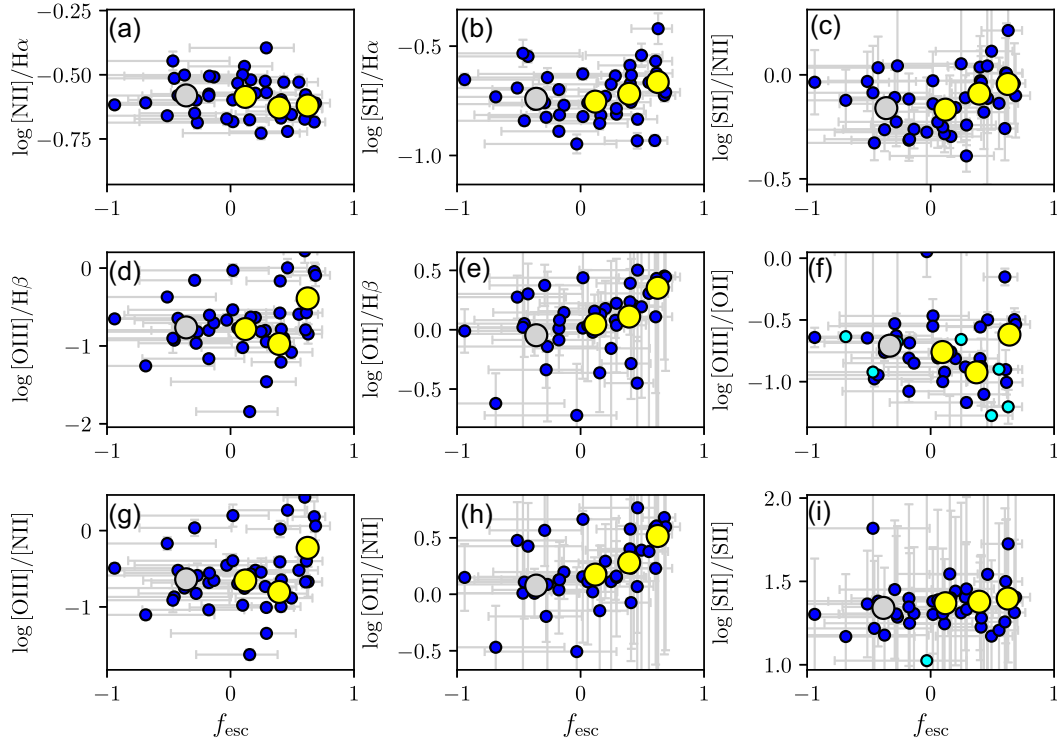 (a)
log [NII]/Hα
−0.25
−0.50
−0.75
−1
0
1
(b)
log [SII]/Hα
−0.5
−1.0
−1
0
1
(c)
log [SII]/[NII]
0.0
−0.5
−1
0
1
(d)
log [OIII]/Hβ
0
−1
−2
−1
0
1
(e)
log [OII]/Hβ
0.5
0.0
−0.5
−1
0
1
(f)
log [OIII]/[OII]
0.0
−0.5
−1.0
−1
0
1
(g)
log [OIII]/[NII]
0
−1
−1
0
1
fesc
(h)
log [OII]/[NII]
0.5
0.0
−0.5
−1
0
1
fesc
(i)
log [SII]/[SII]
2.0
1.5
1.0
−1
0
1
fesc